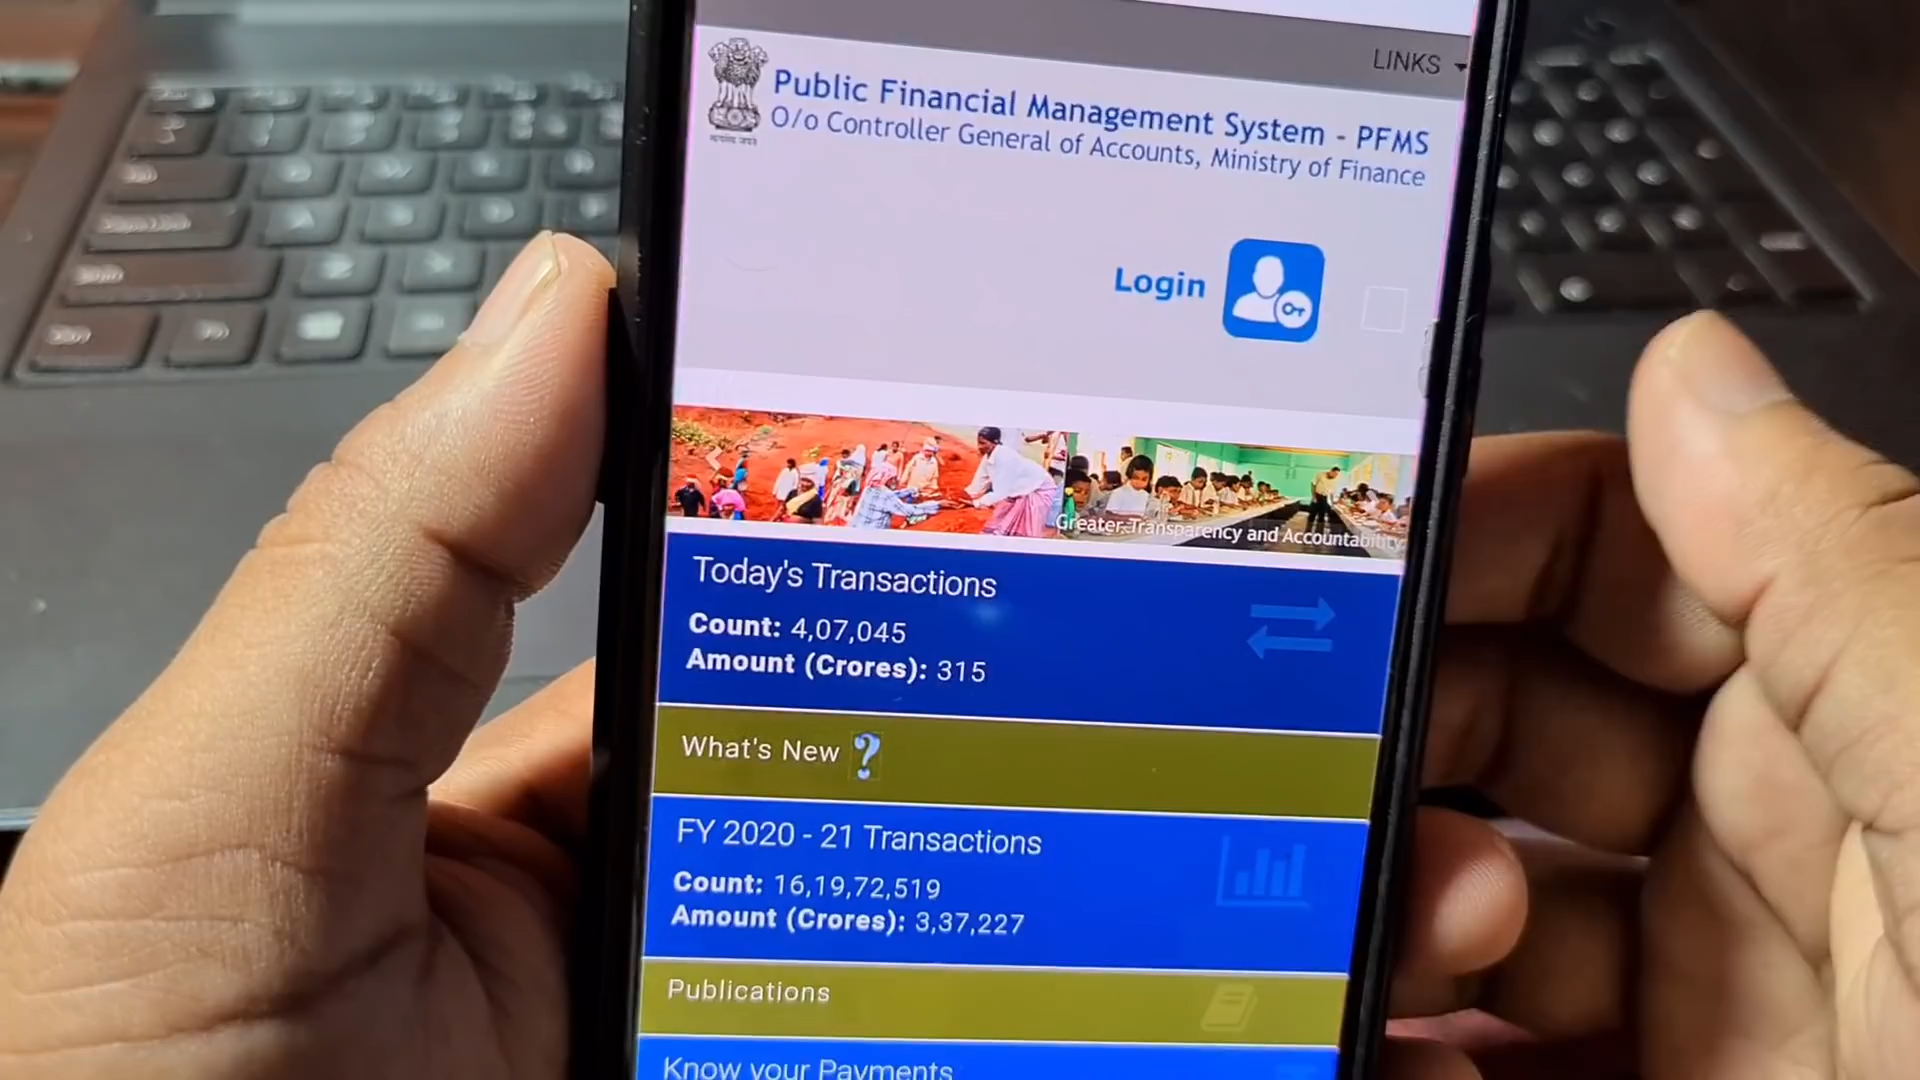 LINKS
Public Financial Management System - PFMS
O/o Controller General of Accounts, Ministry of Finance
Login
Greater Transparency and Accountability
Today's Transactions
Count: 4,07,045
Amount (Crores): 315
What's New ?
FY 2020 - 21 Transactions
Count: 16,19,72,519
Amount (Crores): 3,37,227
Publications
Know your Payments